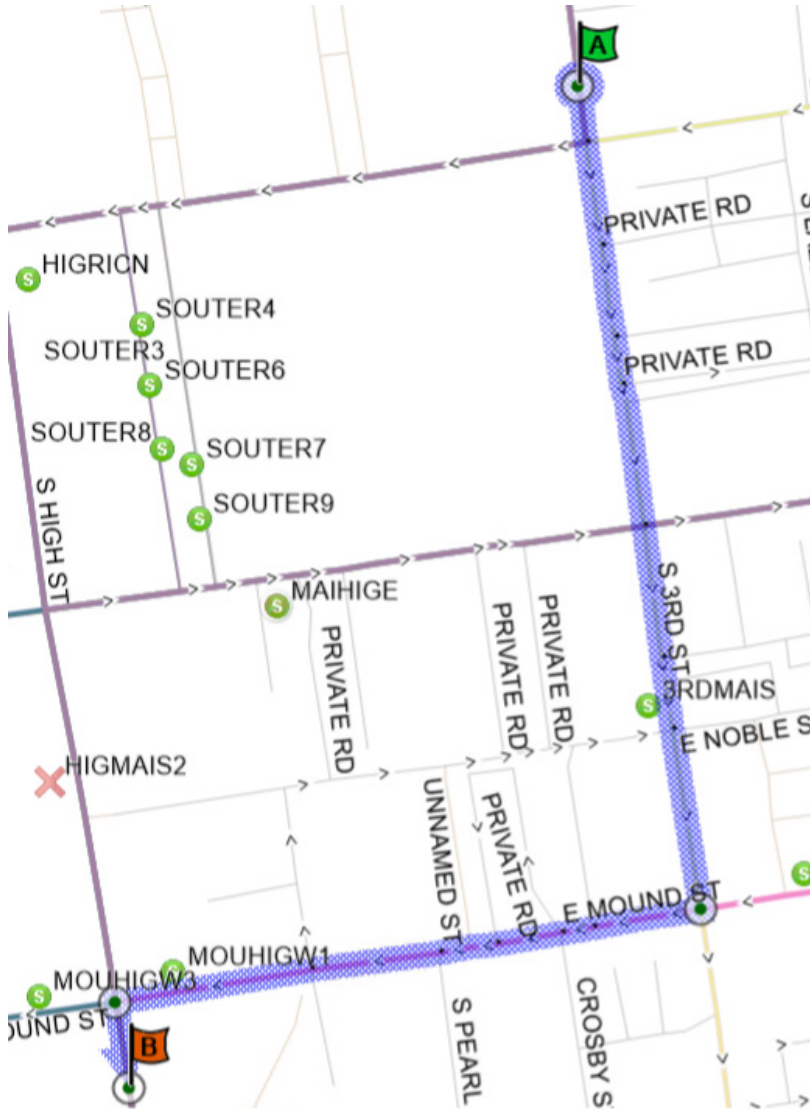 A
PRIVATE RD
HIGRICN
SOUTER4
SOUTER3
SOUTER6
PRIVATE RD
SOUTER8
SOUTER7
SOUTER9
S HIGH ST
MAIHIGE
S 3RD ST
PRIVATE RD
PRIVATE RD
PRIVATE RD
3RDMAIS
E NOBLE S
HIGMAIS2
UNNAMED ST
PRIVATE RD
E MOUND ST
MOUHIGW1
MOUHIGW3
OUND ST
B
S PEARL
CROSBY S
S
S
S
S
S
S
S
S
S
S
S
S